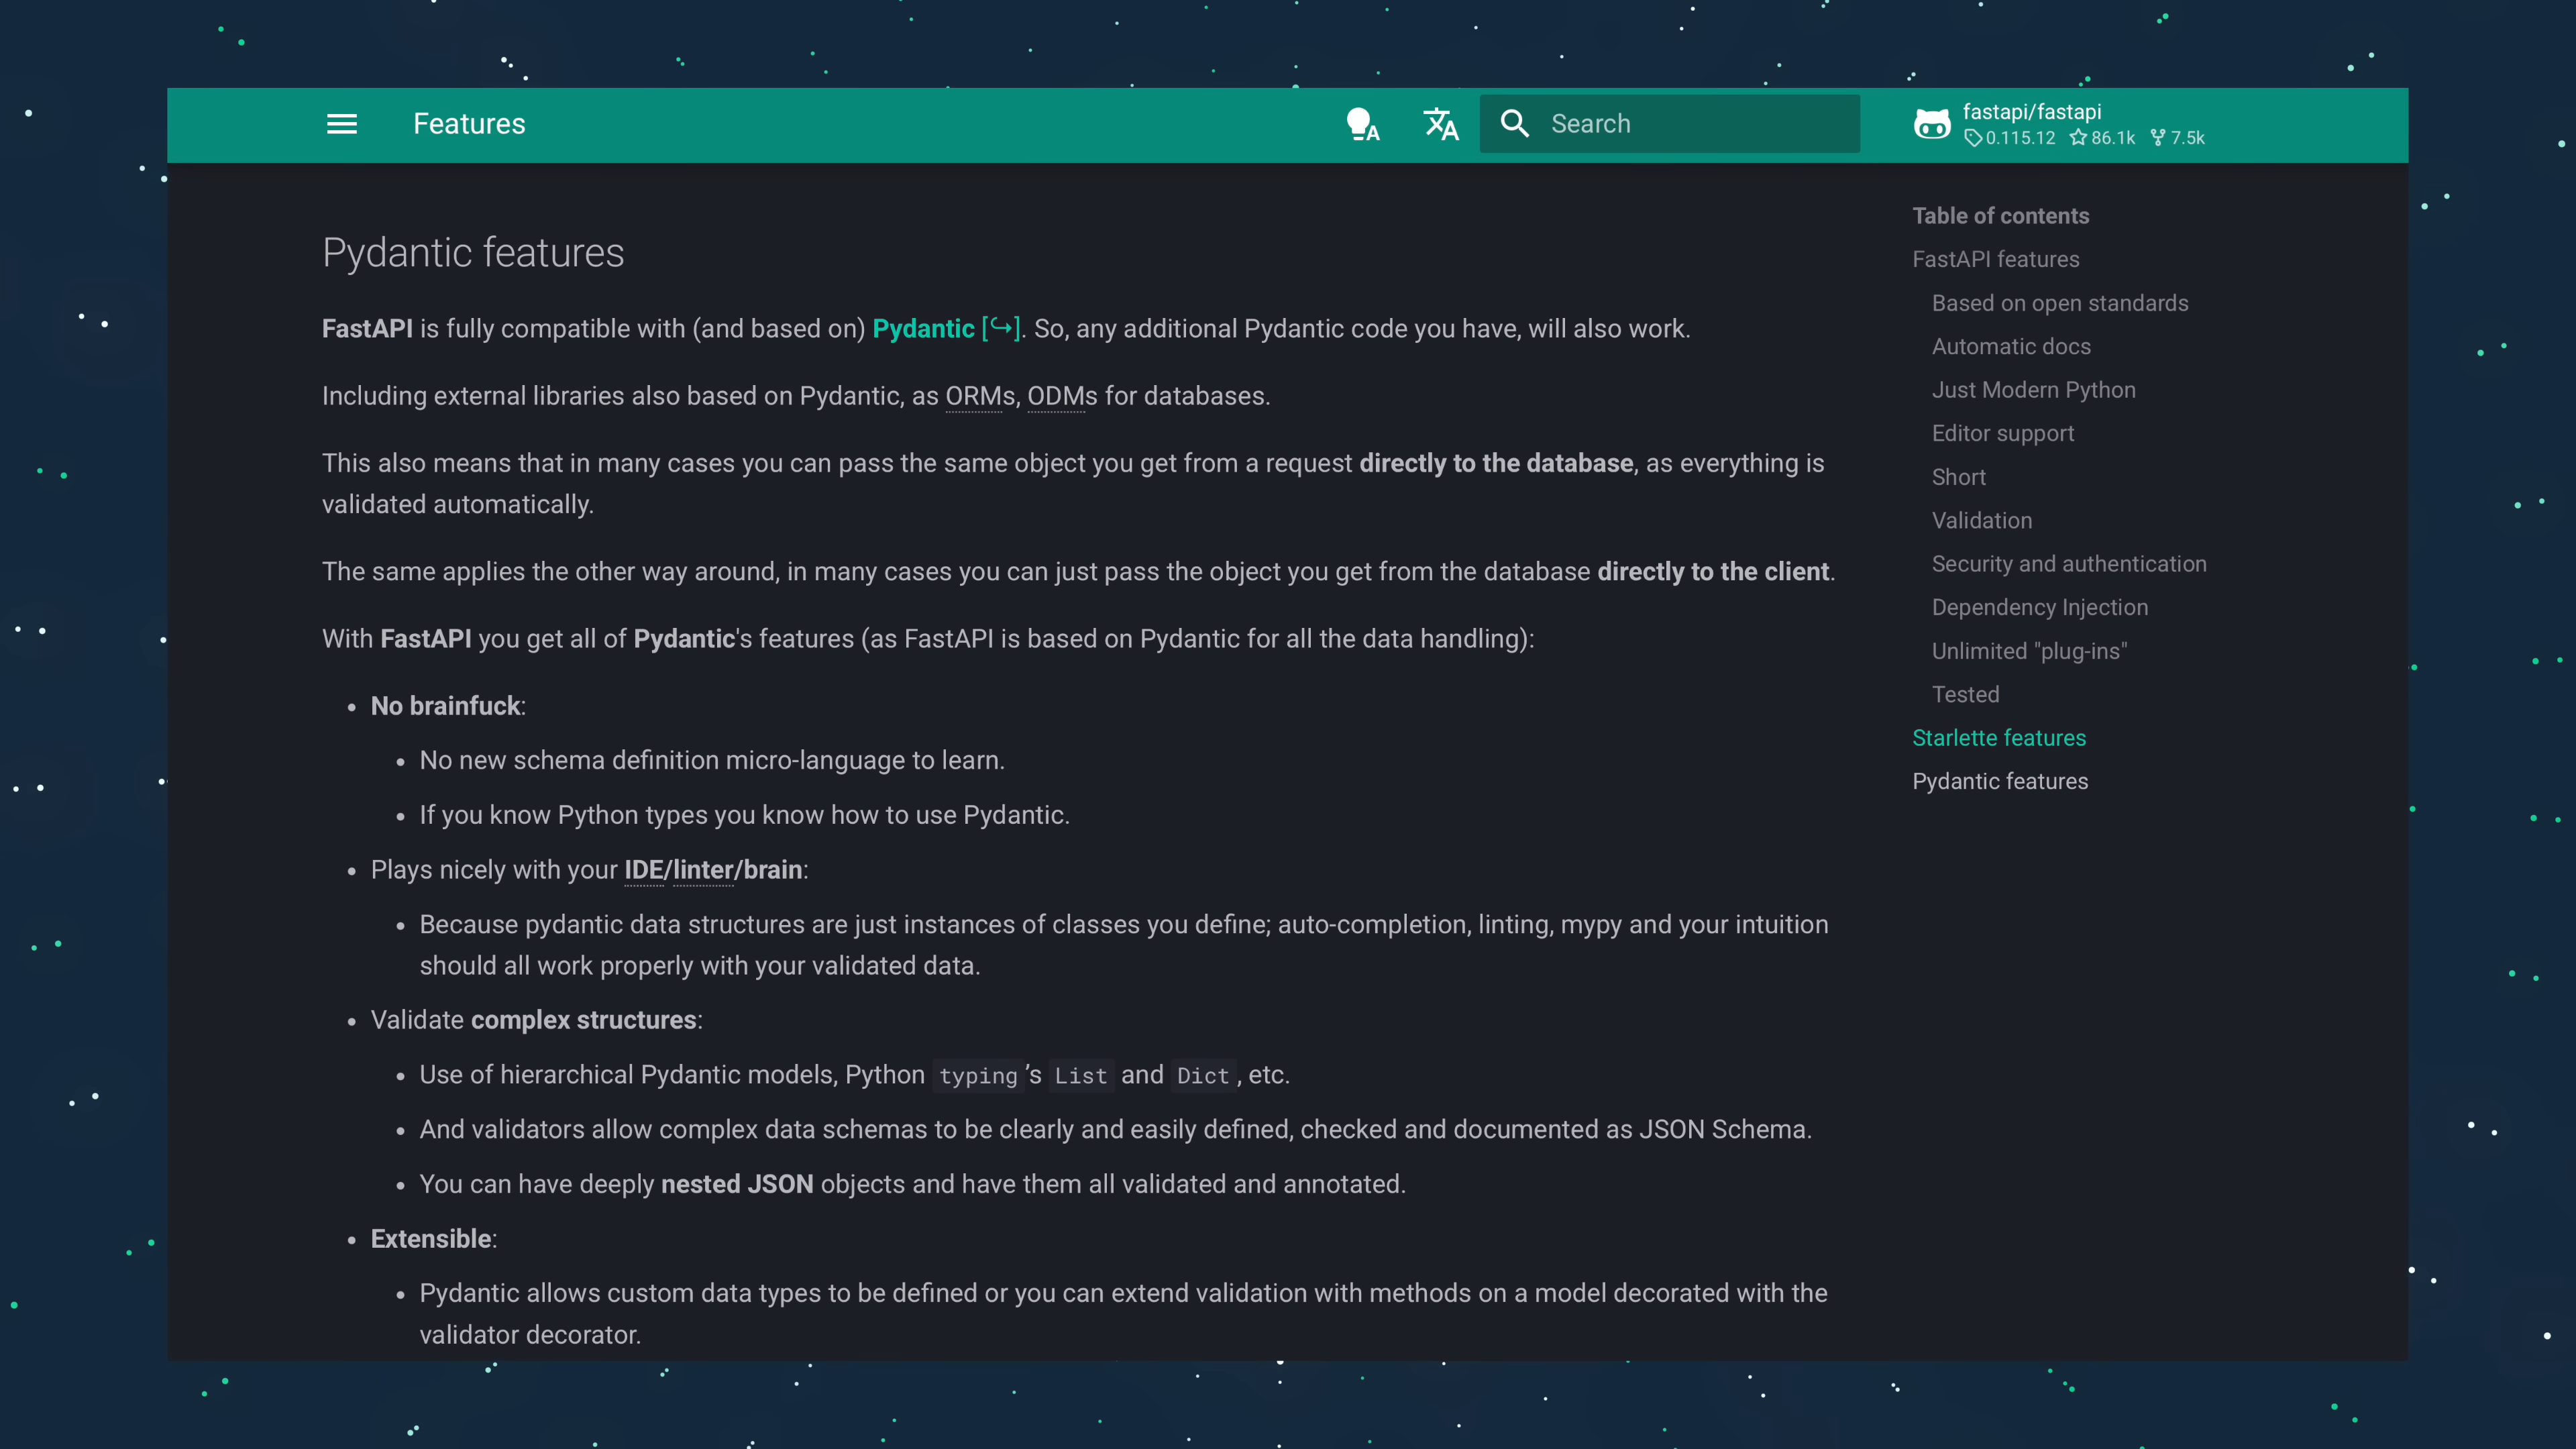 Features
Search
fastapi/fastapi
0.115.12 86.1k 7.5k
Pydantic features
FastAPI is fully compatible with (and based on) Pydantic [↪]. So, any additional Pydantic code you have, will also work.
Including external libraries also based on Pydantic, as ORMs, ODMs for databases.
This also means that in many cases you can pass the same object you get from a request directly to the database, as everything is
validated automatically.
The same applies the other way around, in many cases you can just pass the object you get from the database directly to the client.
With FastAPI you get all of Pydantic's features (as FastAPI is based on Pydantic for all the data handling):
• No brainfuck:
• No new schema definition micro-language to learn.
• If you know Python types you know how to use Pydantic.
• Plays nicely with your IDE/linter/brain:
• Because pydantic data structures are just instances of classes you define; auto-completion, linting, mypy and your intuition
should all work properly with your validated data.
• Validate complex structures:
• Use of hierarchical Pydantic models, Python typing’s List and Dict, etc.
• And validators allow complex data schemas to be clearly and easily defined, checked and documented as JSON Schema.
• You can have deeply nested JSON objects and have them all validated and annotated.
• Extensible:
• Pydantic allows custom data types to be defined or you can extend validation with methods on a model decorated with the
validator decorator.
Table of contents
FastAPI features
Based on open standards
Automatic docs
Just Modern Python
Editor support
Short
Validation
Security and authentication
Dependency Injection
Unlimited "plug-ins"
Tested
Starlette features
Pydantic features